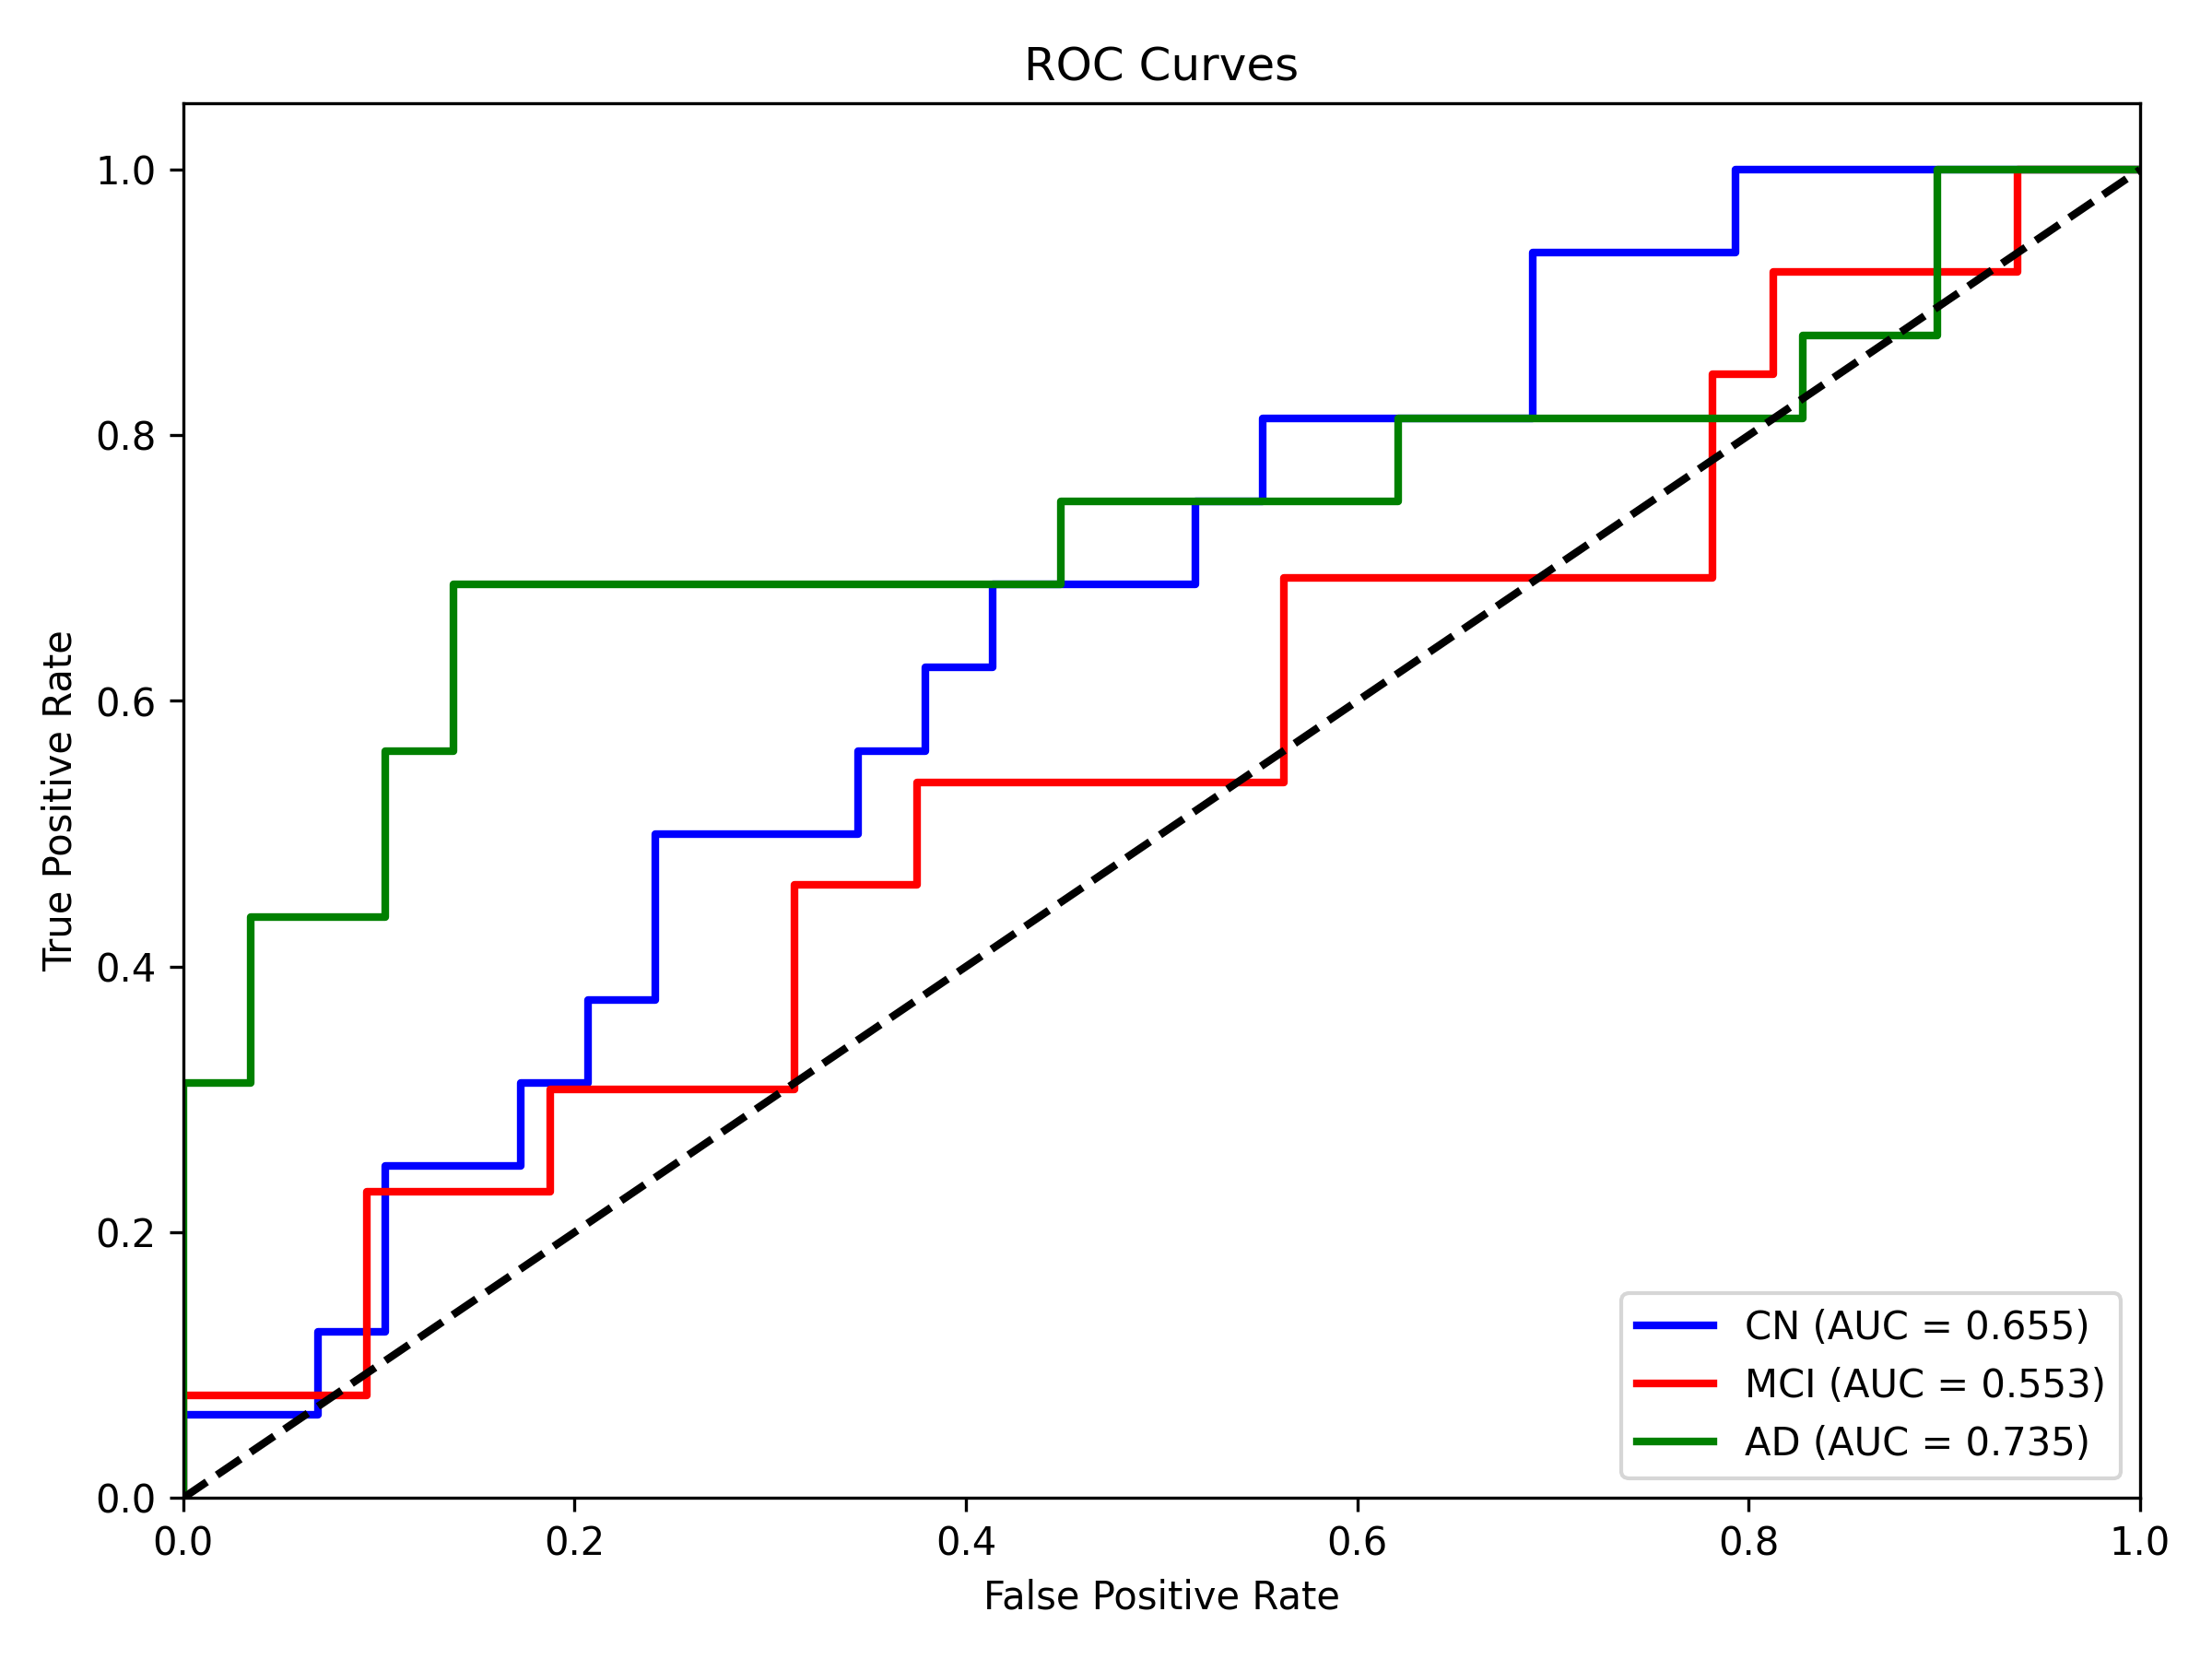 ROC Curves
1.0
0.8
0.6
0.4
0.2
0.0
True Positive Rate
0.0 0.2 0.4 0.6 0.8 1.0
False Positive Rate
CN (AUC = 0.655)
MCI (AUC = 0.553)
AD (AUC = 0.735)